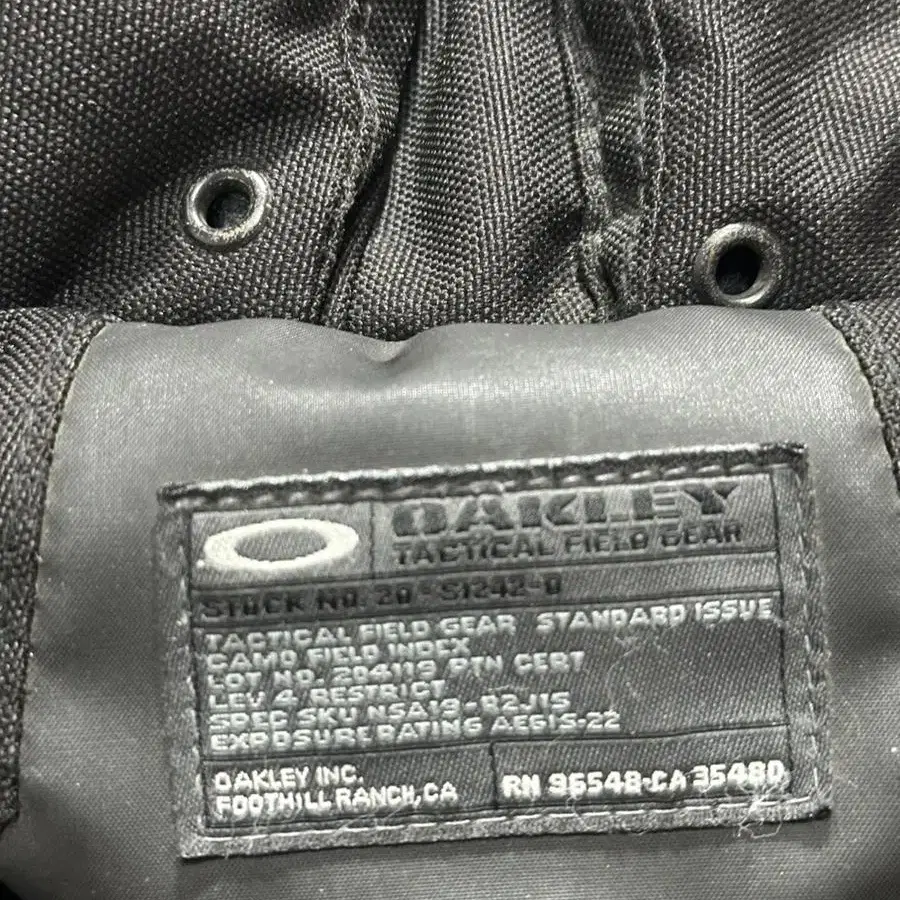 OAKLEY
TACTICAL FIELD GEAR
STOCK NO. 20-S1242-0
TACTICAL FIELD GEAR STANDARD ISSUE
CAMO FIELD INDEX
LOT NO. 204119 PTN CERT
LEV 4 RESTRICT
SPEC SKU NSA19-R2J15
EXPOSURE RATING AEGIS-22
OAKLEY INC.
FOOTHILL RANCH, CA
RN 96548-CA 35480